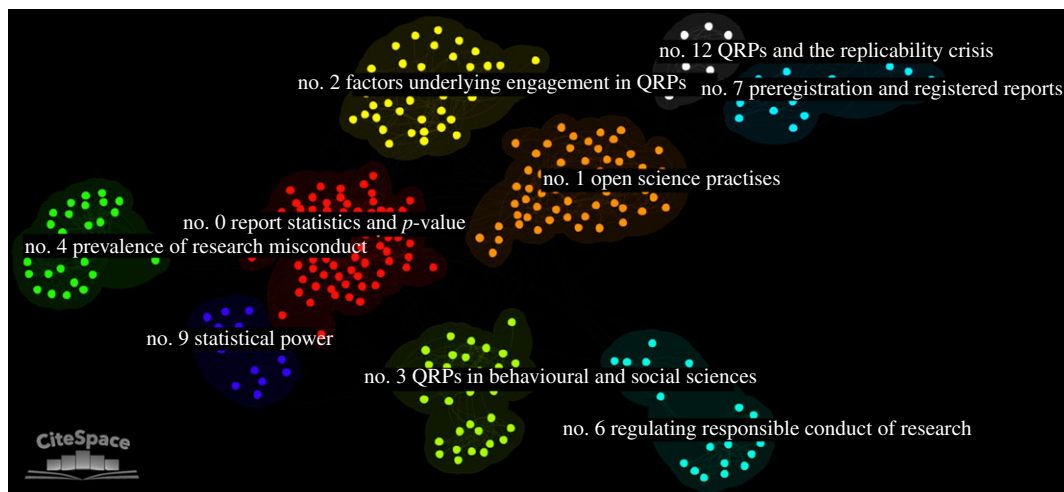 no. 12 QRPs and the replicability crisis
no. 2 factors underlying engagement in QRPs
no. 7 preregistration and registered reports
no. 1 open science practises
no. 0 report statistics and p-value
no. 4 prevalence of research misconduct
no. 9 statistical power
no. 3 QRPs in behavioural and social sciences
no. 6 regulating responsible conduct of research
CiteSpace